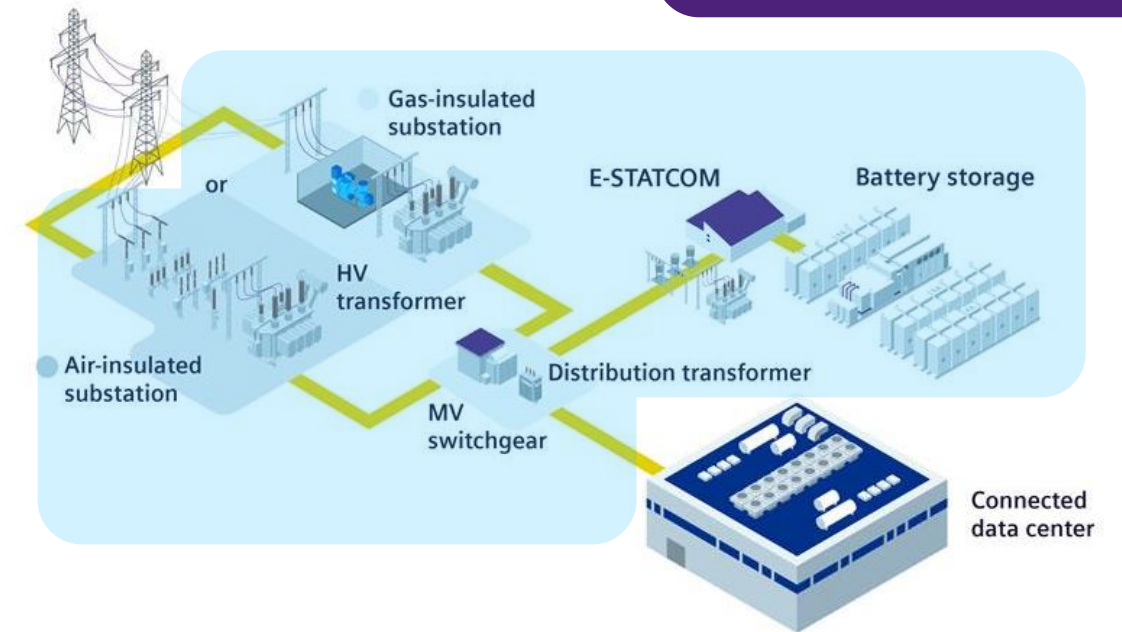 Gas-insulated
substation
or
E-STATCOM
Battery storage
HV
transformer
Air-insulated
substation
Distribution transformer
MV
switchgear
Connected
data center